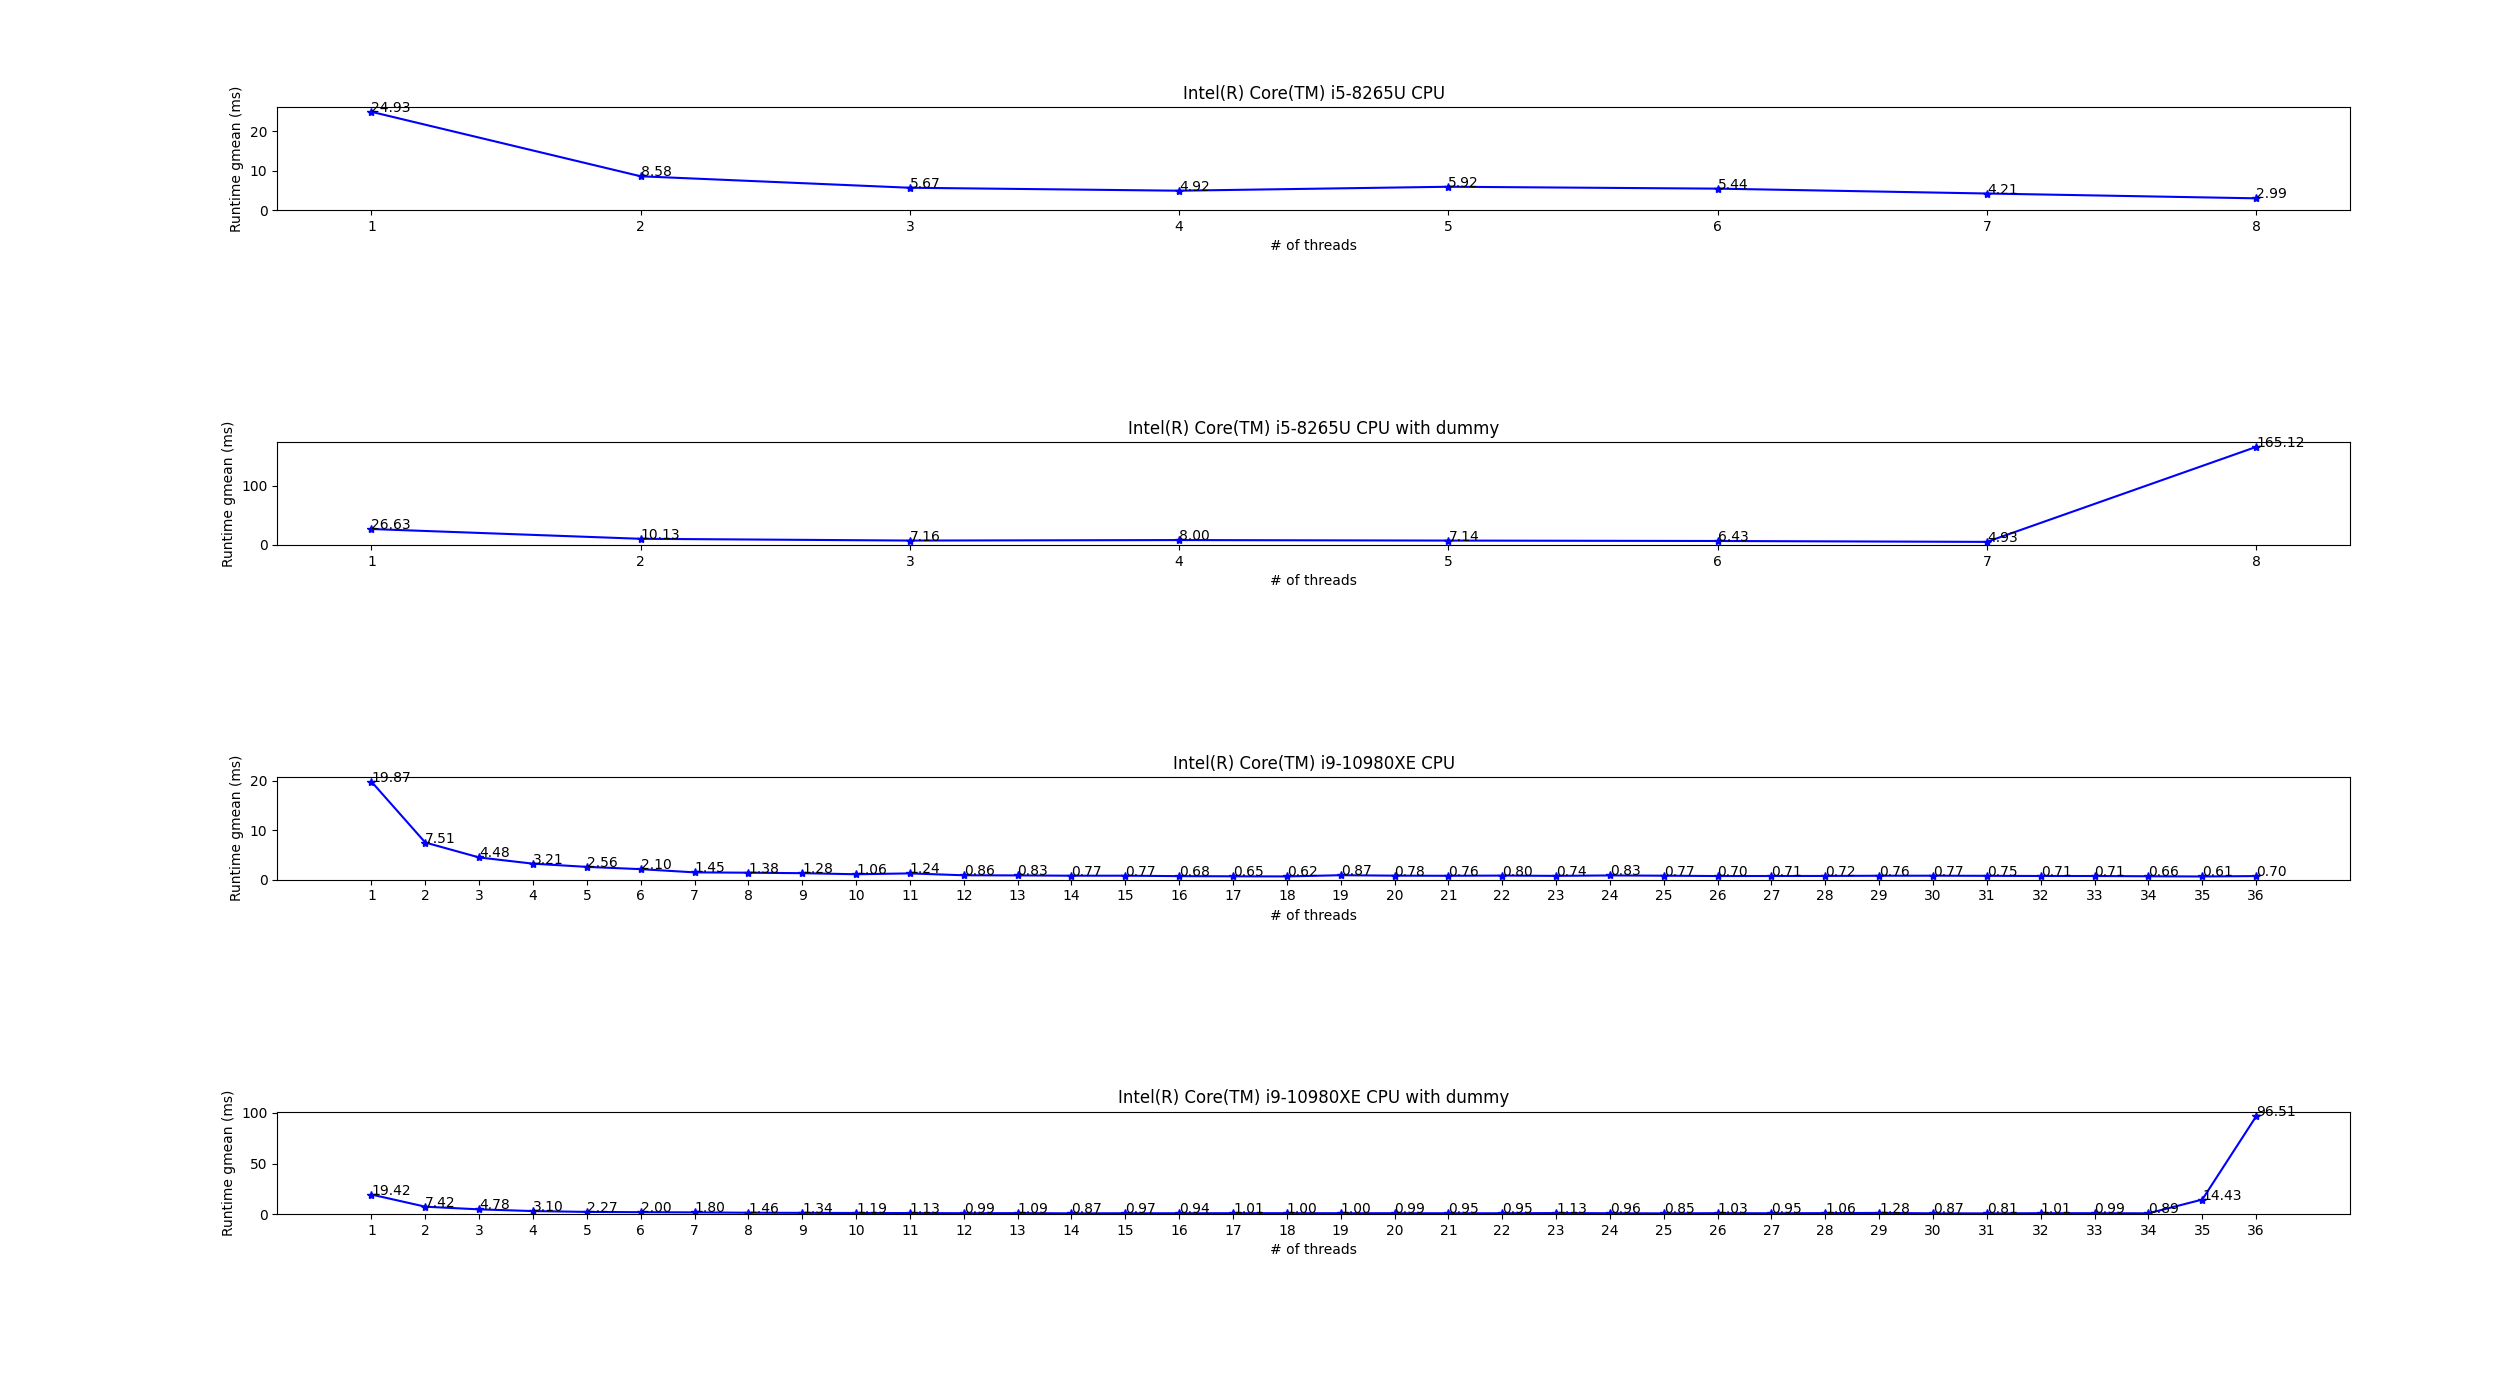 Intel(R) Core(TM) i5-8265U CPU
Runtime gmean (ms)
20
10
0
24.93 8.58 5.67 4.92 5.92 5.44 4.21 2.99
1 2 3 4 5 6 7 8
# of threads
Intel(R) Core(TM) i5-8265U CPU with dummy
Runtime gmean (ms)
100
0
26.63 10.13 7.16 8.00 7.14 6.43 4.93 165.12
1 2 3 4 5 6 7 8
# of threads
Intel(R) Core(TM) i9-10980XE CPU
Runtime gmean (ms)
20
10
0
19.87 7.51 4.48 3.21 2.56 2.10 1.45 1.38 1.28 1.06 1.24 0.86 0.83 0.77 0.77 0.68 0.65 0.62 0.87 0.78 0.76 0.80 0.74 0.83 0.77 0.70 0.71 0.72 0.76 0.77 0.75 0.71 0.71 0.66 0.61 0.70
1 2 3 4 5 6 7 8 9 10 11 12 13 14 15 16 17 18 19 20 21 22 23 24 25 26 27 28 29 30 31 32 33 34 35 36
# of threads
Intel(R) Core(TM) i9-10980XE CPU with dummy
Runtime gmean (ms)
100
50
0
19.42 7.42 4.78 3.10 2.27 2.00 1.80 1.46 1.34 1.19 1.13 0.99 1.09 0.87 0.97 0.94 1.01 1.00 1.00 0.99 0.95 0.95 1.13 0.96 0.85 1.03 0.95 1.06 1.28 0.87 0.81 1.01 0.99 0.89 14.43 96.51
1 2 3 4 5 6 7 8 9 10 11 12 13 14 15 16 17 18 19 20 21 22 23 24 25 26 27 28 29 30 31 32 33 34 35 36
# of threads